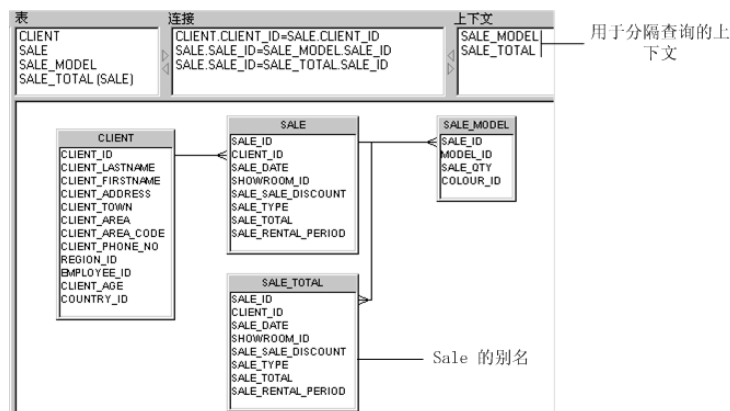 表
连接
上下文
CLIENT
SALE
SALE_MODEL
SALE_TOTAL (SALE)
CLIENT.CLIENT_ID=SALE.CLIENT_ID
SALE.SALE_ID=SALE_MODEL.SALE_ID
SALE.SALE_ID=SALE_TOTAL.SALE_ID
SALE_MODEL
SALE_TOTAL
用于分隔查询的上
下文
CLIENT
CLIENT_ID
CLIENT_LASTNAME
CLIENT_FIRSTNAME
CLIENT_ADDRESS
CLIENT_TOWN
CLIENT_AREA
CLIENT_AREA_CODE
CLIENT_PHONE_NO
REGION_ID
EMPLOYEE_ID
CLIENT_AGE
COUNTRY_ID
SALE
SALE_ID
CLIENT_ID
SALE_DATE
SHOWROOM_ID
SALE_SALE_DISCOUNT
SALE_TYPE
SALE_TOTAL
SALE_RENTAL_PERIOD
SALE_MODEL
SALE_ID
MODEL_ID
SALE_QTY
COLOUR_ID
SALE_TOTAL
SALE_ID
CLIENT_ID
SALE_DATE
SHOWROOM_ID
SALE_SALE_DISCOUNT
SALE_TYPE
SALE_TOTAL
SALE_RENTAL_PERIOD
Sale 的别名